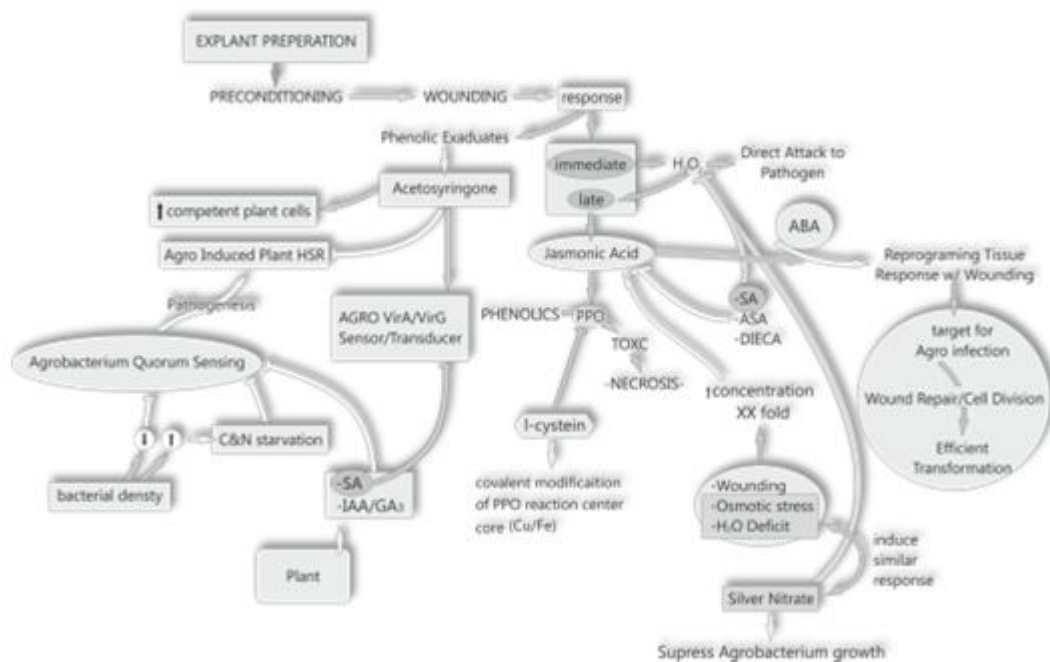 EXPLANT PREPERATION
PRECONDITIONING
WOUNDING
response
Phenolic Exaduates
immediate
H₂O₂
Direct Attack to
Pathogen
Acetosyringone
late
competent plant cells
ABA
Agro Induced Plant HSR
Jasmonic Acid
Reprograming Tissue
Response w/ Wounding
Pathogenesis
-SA
-ASA
-DIECA
AGRO VirA/VirG
Sensor/Transducer
PHENOLICS
PPO
target for
Agro infection
Agrobacterium Quorum Sensing
TOXC
-NECROSIS-
↑concentration
XX fold
Wound Repair/Cell Division
l-cystein
C&N starvation
Efficient
Transformation
bacterial densty
-SA
-IAA/GA₃
covalent modificaition
of PPO reaction center
core (Cu/Fe)
-Wounding
-Osmotic stress
-H₂O Deficit
induce
similar
response
Plant
Silver Nitrate
Supress Agrobacterium growth